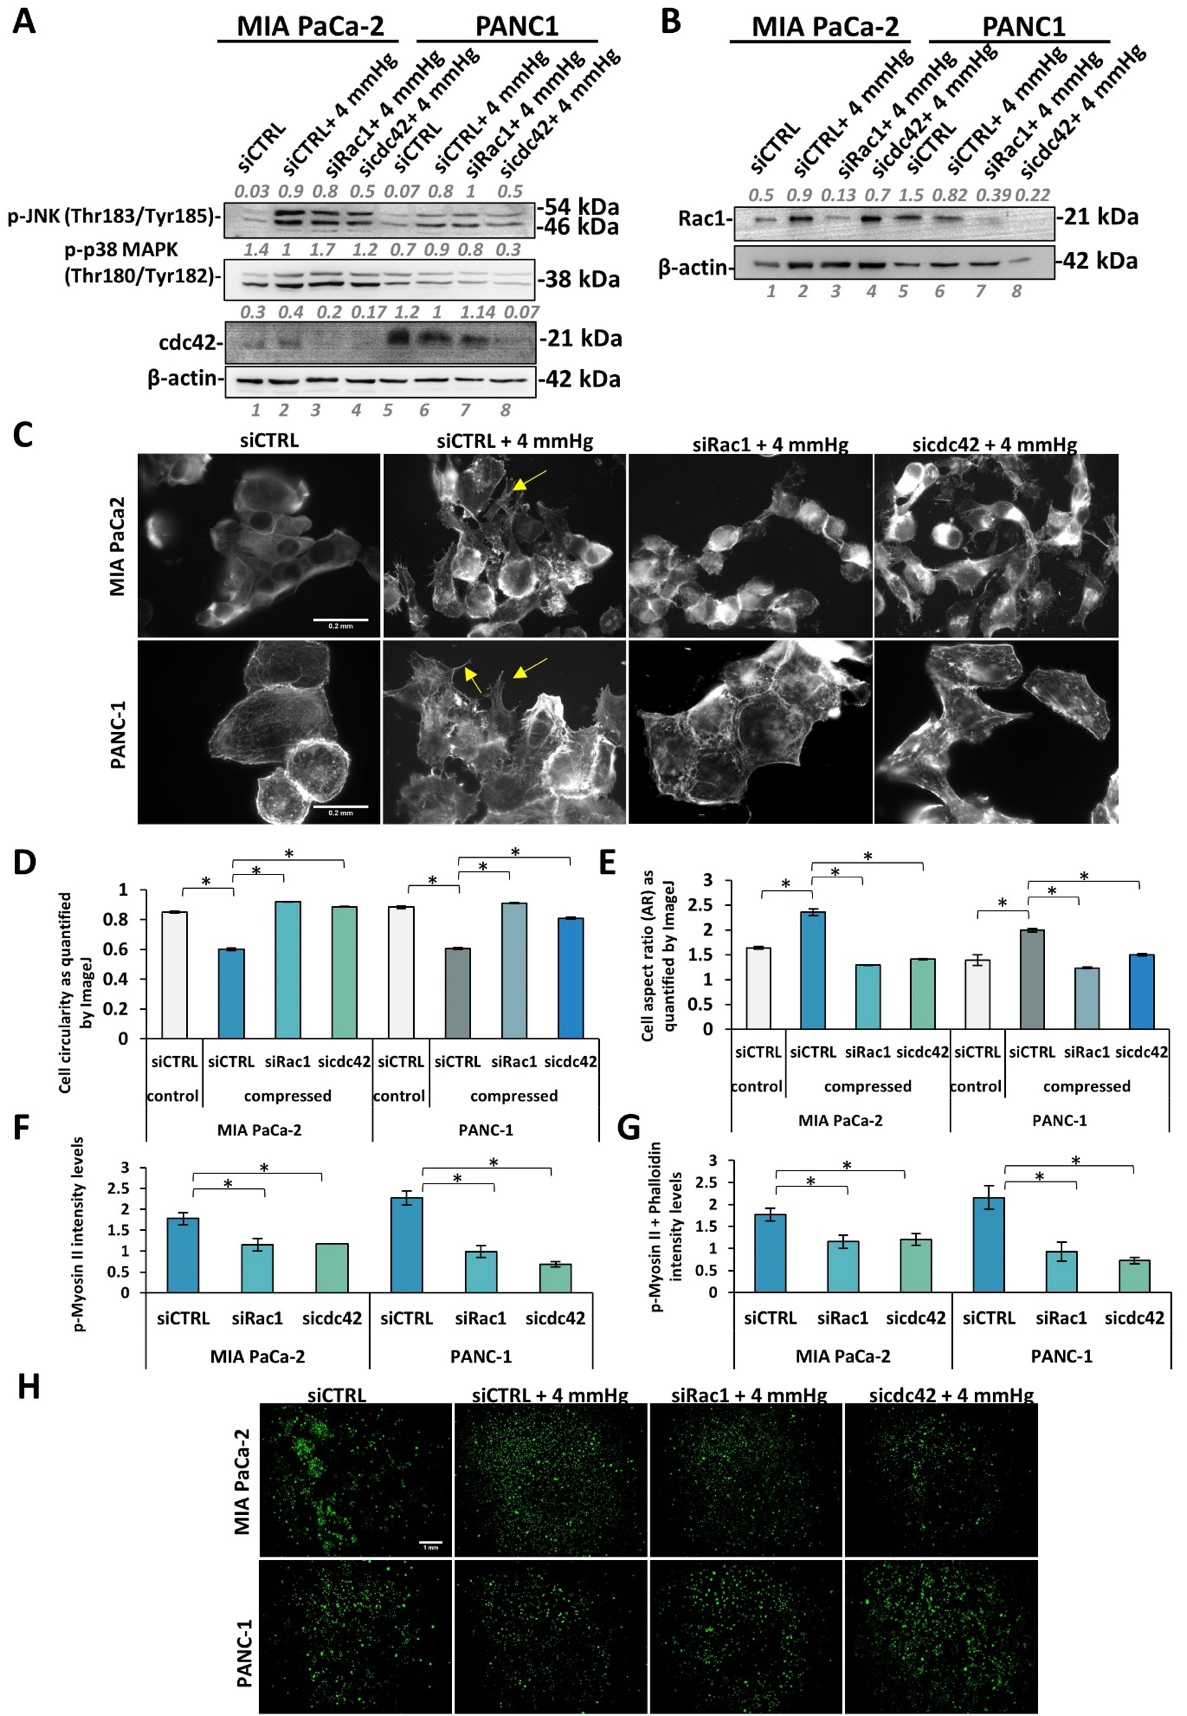 A
MIA PaCa-2
PANC1
siCTRL
siCTRL+ 4 mmHg
siRac1+ 4 mmHg
sicdc42+ 4 mmHg
siCTRL
siCTRL+ 4 mmHg
siRac1+ 4 mmHg
sicdc42+ 4 mmHg
0.03 0.9 0.8 0.5 0.07 0.8 1 0.5
p-JNK (Thr183/Tyr185)-
-54 kDa
-46 kDa
p-p38 MAPK
(Thr180/Tyr182)-
1.4 1 1.7 1.2 0.7 0.9 0.8 0.3
-38 kDa
0.3 0.4 0.2 0.17 1.2 1 1.14 0.07
cdc42-
-21 kDa
β-actin-
-42 kDa
1 2 3 4 5 6 7 8
B
MIA PaCa-2
PANC1
siCTRL
siCTRL+ 4 mmHg
siRac1+ 4 mmHg
sicdc42+ 4 mmHg
siCTRL
siCTRL+ 4 mmHg
siRac1+ 4 mmHg
sicdc42+ 4 mmHg
0.5 0.9 0.13 0.7 1.5 0.82 0.39 0.22
Rac1-
-21 kDa
β-actin-
-42 kDa
1 2 3 4 5 6 7 8
C
siCTRL
siCTRL + 4 mmHg
siRac1 + 4 mmHg
sicdc42 + 4 mmHg
MIA PaCa2
0.2 mm
PANC-1
0.2 mm
D
Cell circularity as quantified
by ImageJ
1
0.8
0.6
0.4
0.2
0
* * * * * *
siCTRL siCTRL siRac1 sicdc42 siCTRL siCTRL siRac1 sicdc42
control compressed control compressed
MIA PaCa-2 PANC-1
E
Cell aspect ratio (AR) as
quantified by ImageJ
3
2.5
2
1.5
1
0.5
0
* * * * * *
siCTRL siCTRL siRac1 sicdc42 siCTRL siCTRL siRac1 sicdc42
control compressed control compressed
MIA PaCa-2 PANC-1
F
p-Myosin II intensity levels
3
2.5
2
1.5
1
0.5
0
* * * *
siCTRL siRac1 sicdc42 siCTRL siRac1 sicdc42
MIA PaCa-2 PANC-1
G
p-Myosin II + Phalloidin
intensity levels
3
2.5
2
1.5
1
0.5
0
* * * *
siCTRL siRac1 sicdc42 siCTRL siRac1 sicdc42
MIA PaCa-2 PANC-1
H
siCTRL
siCTRL + 4 mmHg
siRac1 + 4 mmHg
sicdc42 + 4 mmHg
MIA PaCa-2
1 mm
PANC-1